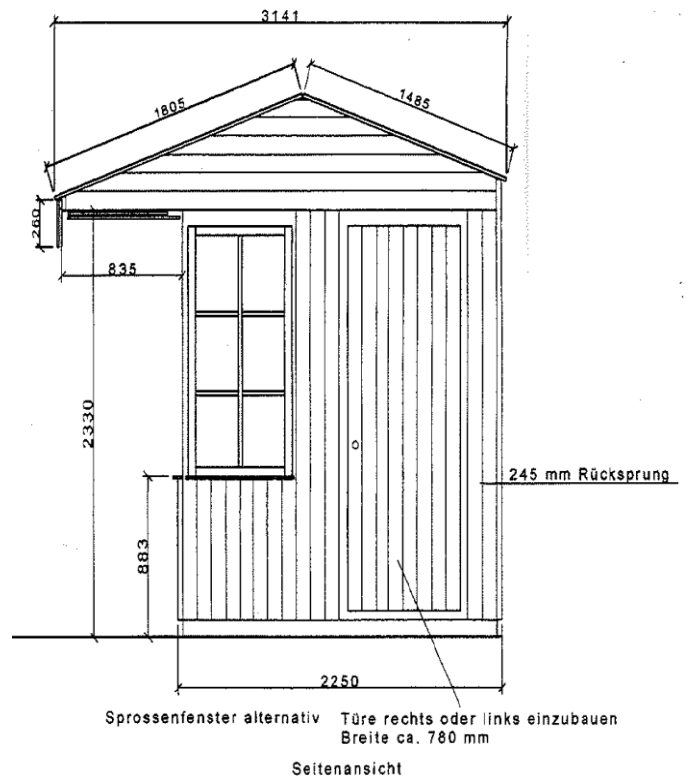 3141
1805
1485
260
835
2330
245 mm Rücksprung
883
2250
Sprossenfenster alternativ
Türe rechts oder links einzubauen
Breite ca. 780 mm
Seitenansicht